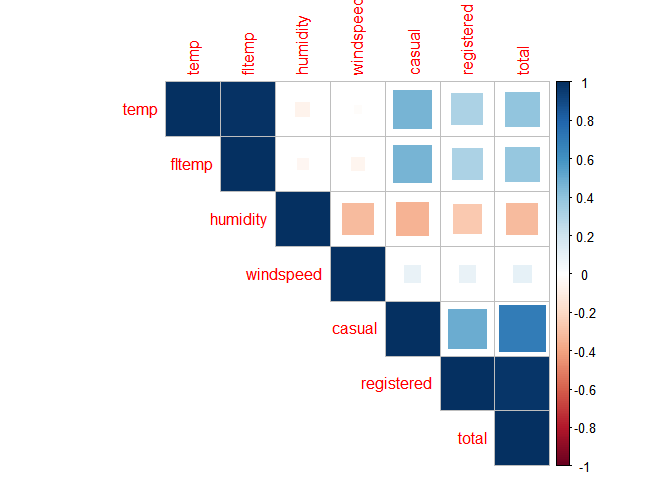 temp
fltemp
humidity
windspeed
casual
registered
total
temp
fltemp
humidity
windspeed
casual
registered
total
1
0.8
0.6
0.4
0.2
0
-0.2
-0.4
-0.6
-0.8
-1